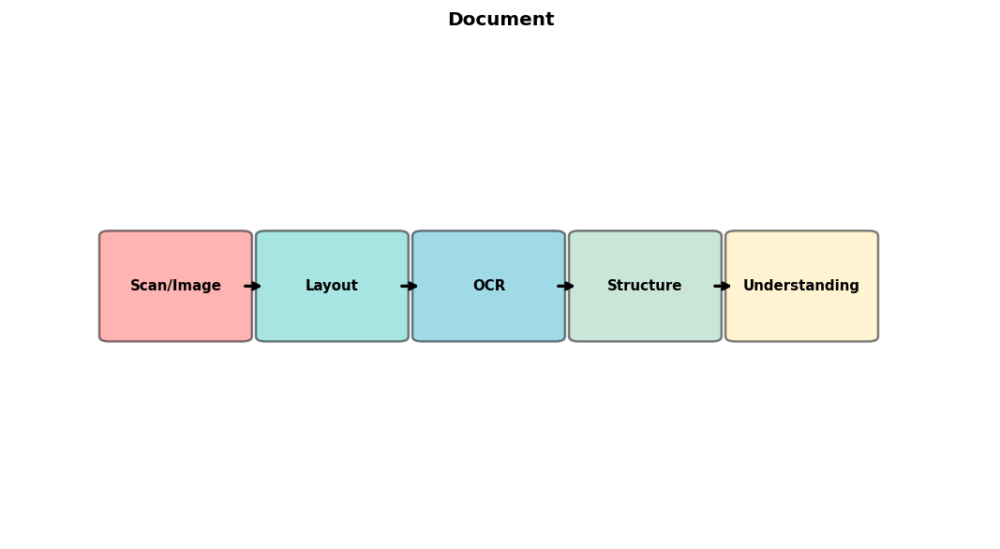 Document
Scan/Image
Layout
OCR
Structure
Understanding